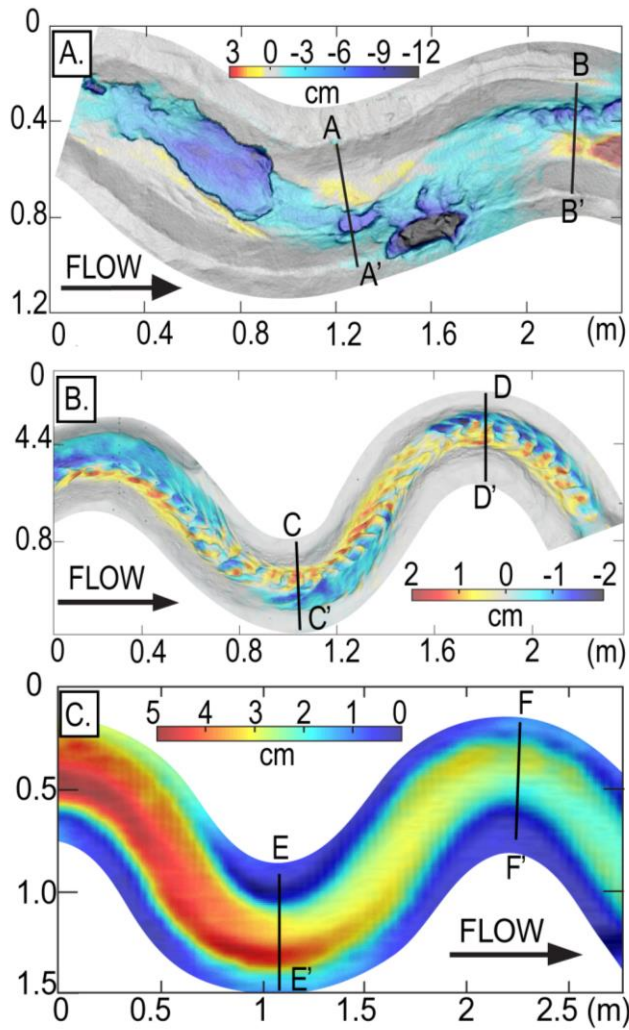 0
A.
3 0 -3 -6 -9 -12
cm
A
B
0.4
0.8
A'
B'
FLOW
1.2
0 0.4 0.8 1.2 1.6 2 (m)
0
B.
D
4.4
C
D'
0.8
2 1 0 -1 -2
cm
FLOW
C'
0 0.4 0.8 1.2 1.6 2 (m)
0
C.
5 4 3 2 1 0
cm
F
0.5
E
F'
1.0
FLOW
E'
1.5
0 0.5 1 1.5 2 2.5 (m)